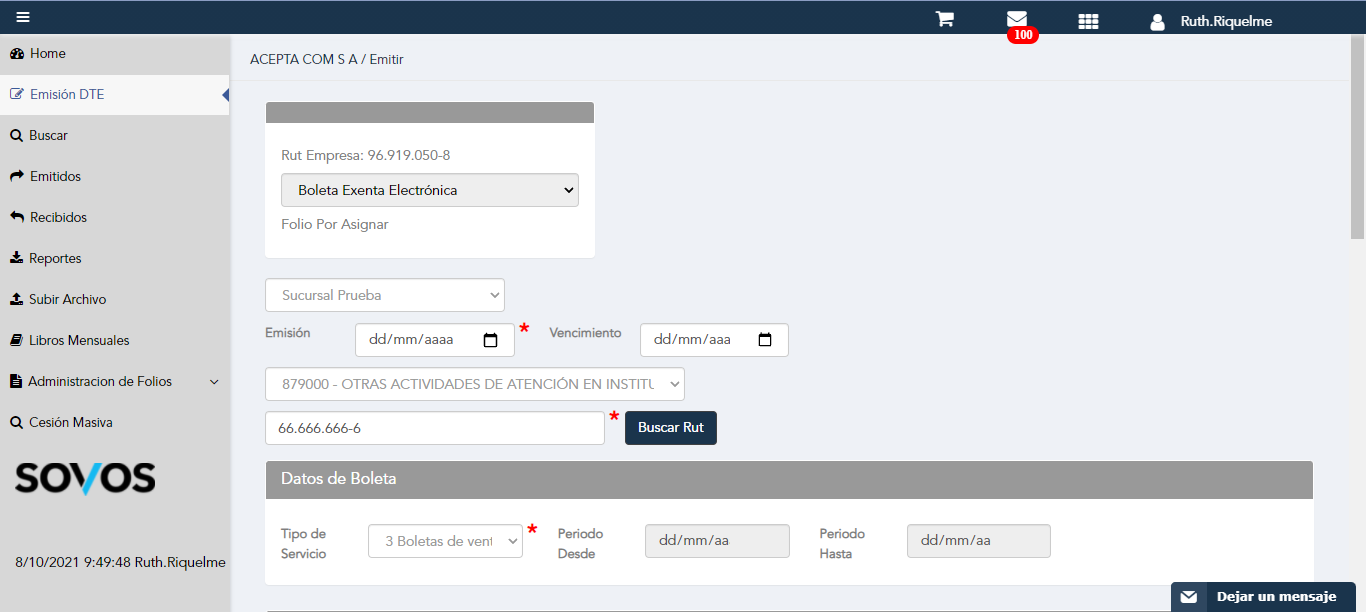 100
Ruth.Riquelme
Home
Emisión DTE
Buscar
Emitidos
Recibidos
Reportes
Subir Archivo
Libros Mensuales
Administracion de Folios
Cesión Masiva
SOVOS
8/10/2021 9:49:48 Ruth.Riquelme
ACEPTA COM S A / Emitir
Rut Empresa: 96.919.050-8
Boleta Exenta Electrónica
Folio Por Asignar
Sucursal Prueba
Emisión dd/mm/aaaa * Vencimiento dd/mm/aaa
879000 - OTRAS ACTIVIDADES DE ATENCIÓN EN INSTITU
66.666.666-6 * Buscar Rut
Datos de Boleta
Tipo de Servicio 3 Boletas de vent * Periodo Desde dd/mm/aa Periodo Hasta dd/mm/aa
Dejar un mensaje